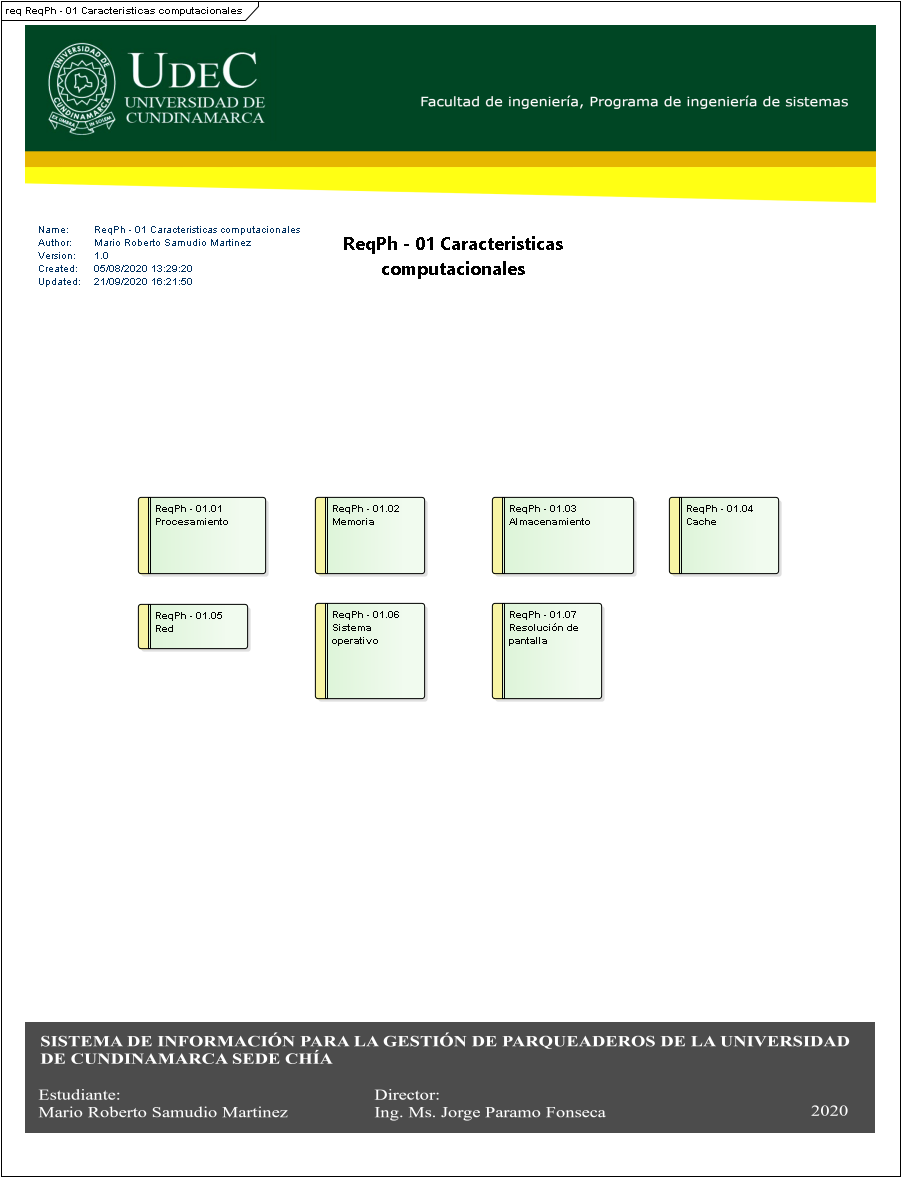 req ReqPh - 01 Caracteristicas computacionales
UNIVERSIDAD DE
CUNDINAMARCA
UDEC
UNIVERSIDAD DE
CUNDINAMARCA
Facultad de ingeniería, Programa de ingeniería de sistemas
Name: ReqPh - 01 Caracteristicas computacionales
Author: Mario Roberto Samudio Martinez
Version: 1.0
Created: 05/08/2020 13:29:20
Updated: 21/09/2020 16:21:50
ReqPh - 01 Caracteristicas
computacionales
ReqPh - 01.01
Procesamiento
ReqPh - 01.02
Memoria
ReqPh - 01.03
Almacenamiento
ReqPh - 01.04
Cache
ReqPh - 01.05
Red
ReqPh - 01.06
Sistema
operativo
ReqPh - 01.07
Resolución de
pantalla
SISTEMA DE INFORMACIÓN PARA LA GESTIÓN DE PARQUEADEROS DE LA UNIVERSIDAD
DE CUNDINAMARCA SEDE CHÍA
Estudiante:
Mario Roberto Samudio Martinez
Director:
Ing. Ms. Jorge Paramo Fonseca
2020